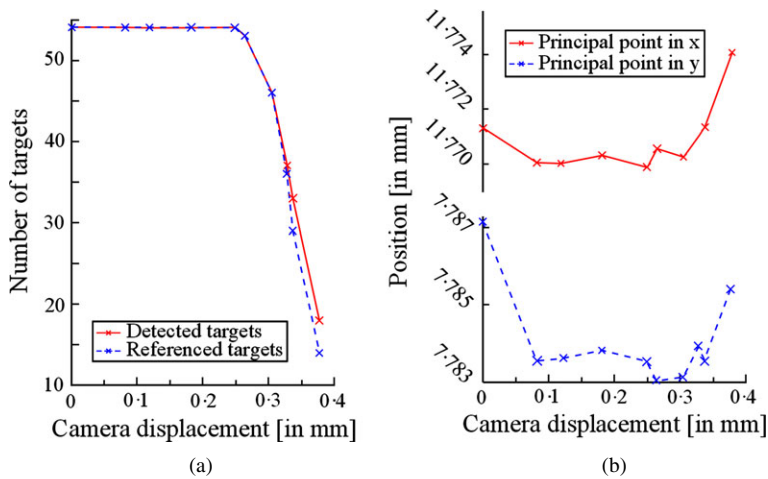 Number of targets
50
40
30
20
10
0
0·1
0·2
0·3
0·4
Detected targets
Referenced targets
Camera displacement [in mm]
(a)
Position [in mm]
11·774
11·772
11·770
7·787
7·785
7·783
0
0·1
0·2
0·3
0·4
Principal point in x
Principal point in y
Camera displacement [in mm]
(b)